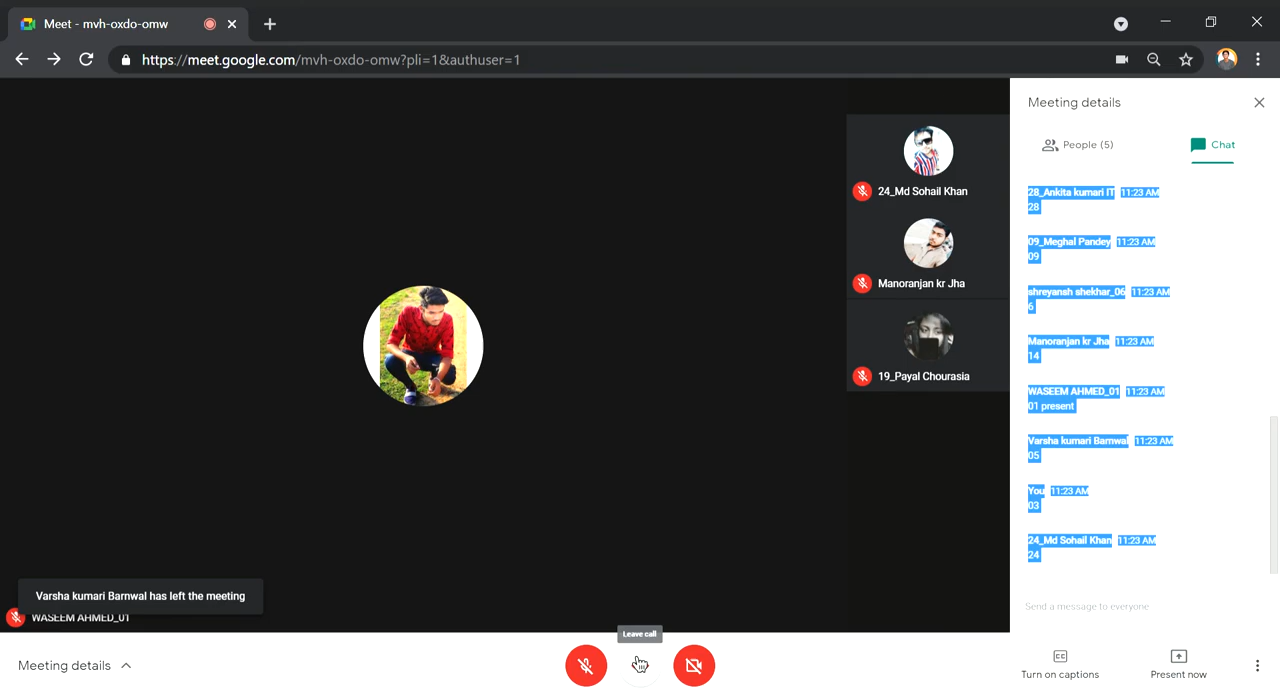 Meet - mvh-oxdo-omw
https://meet.google.com/mvh-oxdo-omw?pli=1&authuser=1
24_Md Sohail Khan
Manoranjan kr Jha
19_Payal Chourasia
Varsha kumari Barnwal has left the meeting
WASEEM AHMED_01
Meeting details
People (5)
Chat
28_Ankita kumari IT 11:23 AM
28
09_Meghal Pandey 11:23 AM
09
shreyansh shekhar_06 11:23 AM
6
Manoranjan kr Jha 11:23 AM
14
WASEEM AHMED_01 11:23 AM
01 present
Varsha kumari Barnwal 11:23 AM
05
You 11:23 AM
03
24_Md Sohail Khan 11:23 AM
24
Send a message to everyone
Leave call
Meeting details
CC
Turn on captions
Present now